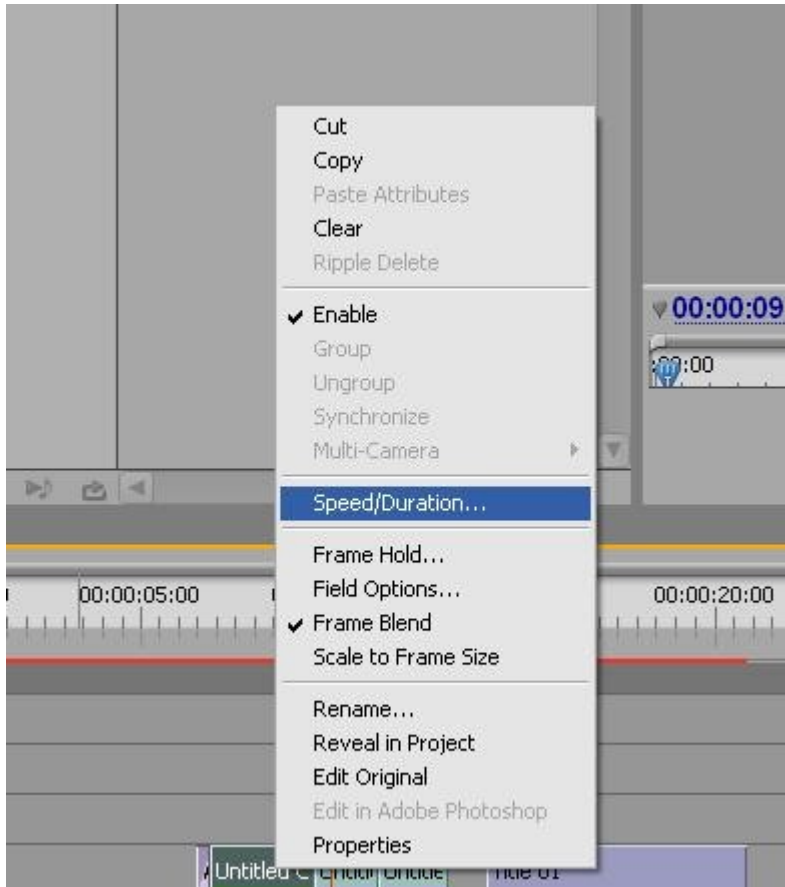 Cut
Copy
Paste Attributes
Clear
Ripple Delete
Enable
Group
Ungroup
Synchronize
Multi-Camera
00:00:09
:00
Speed/Duration...
Frame Hold...
Field Options...
Frame Blend
Scale to Frame Size
00:00:05:00
00:00:20:00
Rename...
Reveal in Project
Edit Original
Edit in Adobe Photoshop
Properties
Untitled
Title 01